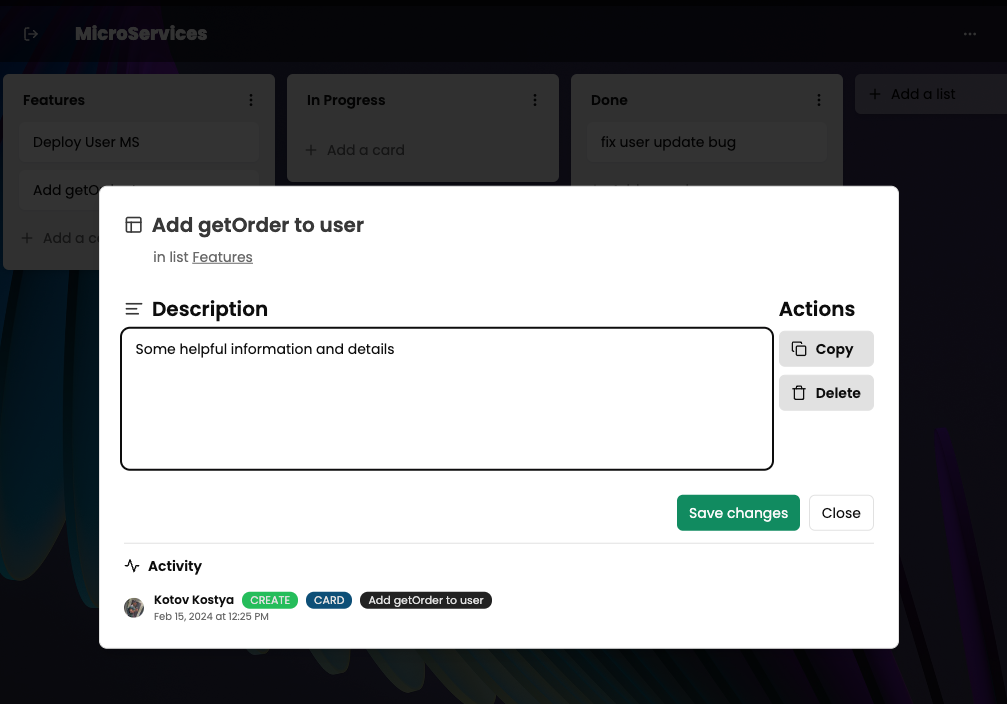 MicroServices
Features
In Progress
Done
Add a list
Deploy User MS
Add a card
fix user update bug
Add getO
Add a c
Add getOrder to user
in list Features
Description
Actions
Some helpful information and details
Copy
Delete
Save changes
Close
Activity
Kotov Kostya CREATE CARD Add getOrder to user
Feb 15, 2024 at 12:25 PM